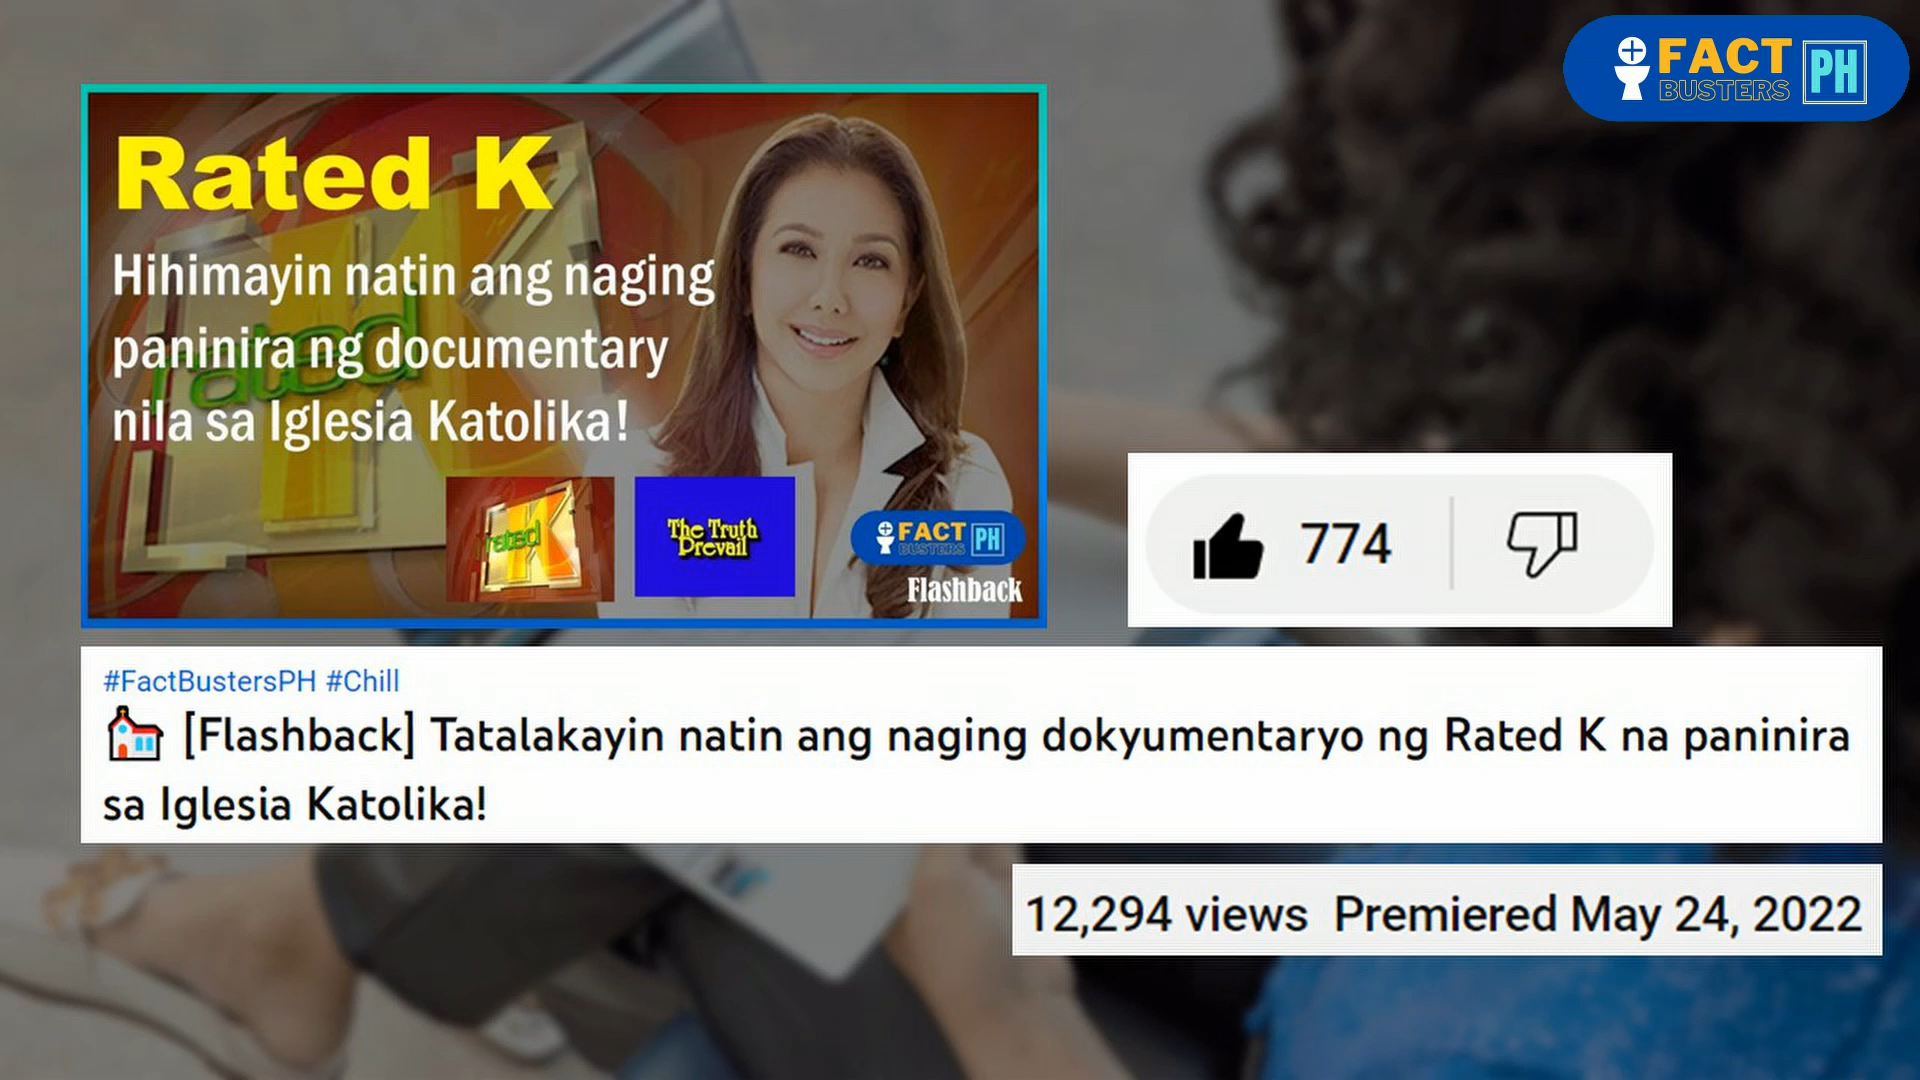 FACT
BUSTERS
PH
Rated K
Hihimayin natin ang naging
paninira ng documentary
nila sa Iglesia Katolika!
rated
K
rated
K
The Truth
Prevail
FACT
BUSTERS
PH
Flashback
774
#FactBustersPH #Chill
[Flashback] Tatalakayin natin ang naging dokyumentaryo ng Rated K na paninira
sa Iglesia Katolika!
12,294 views Premiered May 24, 2022